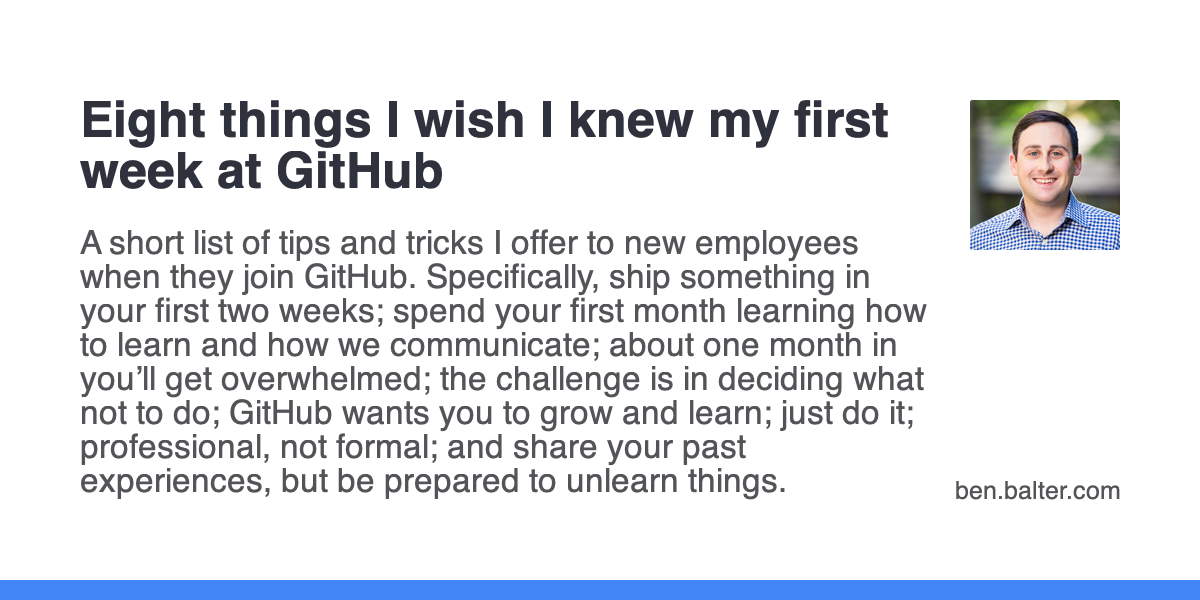 Eight things I wish I knew my first
week at GitHub
A short list of tips and tricks I offer to new employees
when they join GitHub. Specifically, ship something in
your first two weeks; spend your first month learning how
to learn and how we communicate; about one month in
you’ll get overwhelmed; the challenge is in deciding what
not to do; GitHub wants you to grow and learn; just do it;
professional, not formal; and share your past
experiences, but be prepared to unlearn things.
ben.balter.com